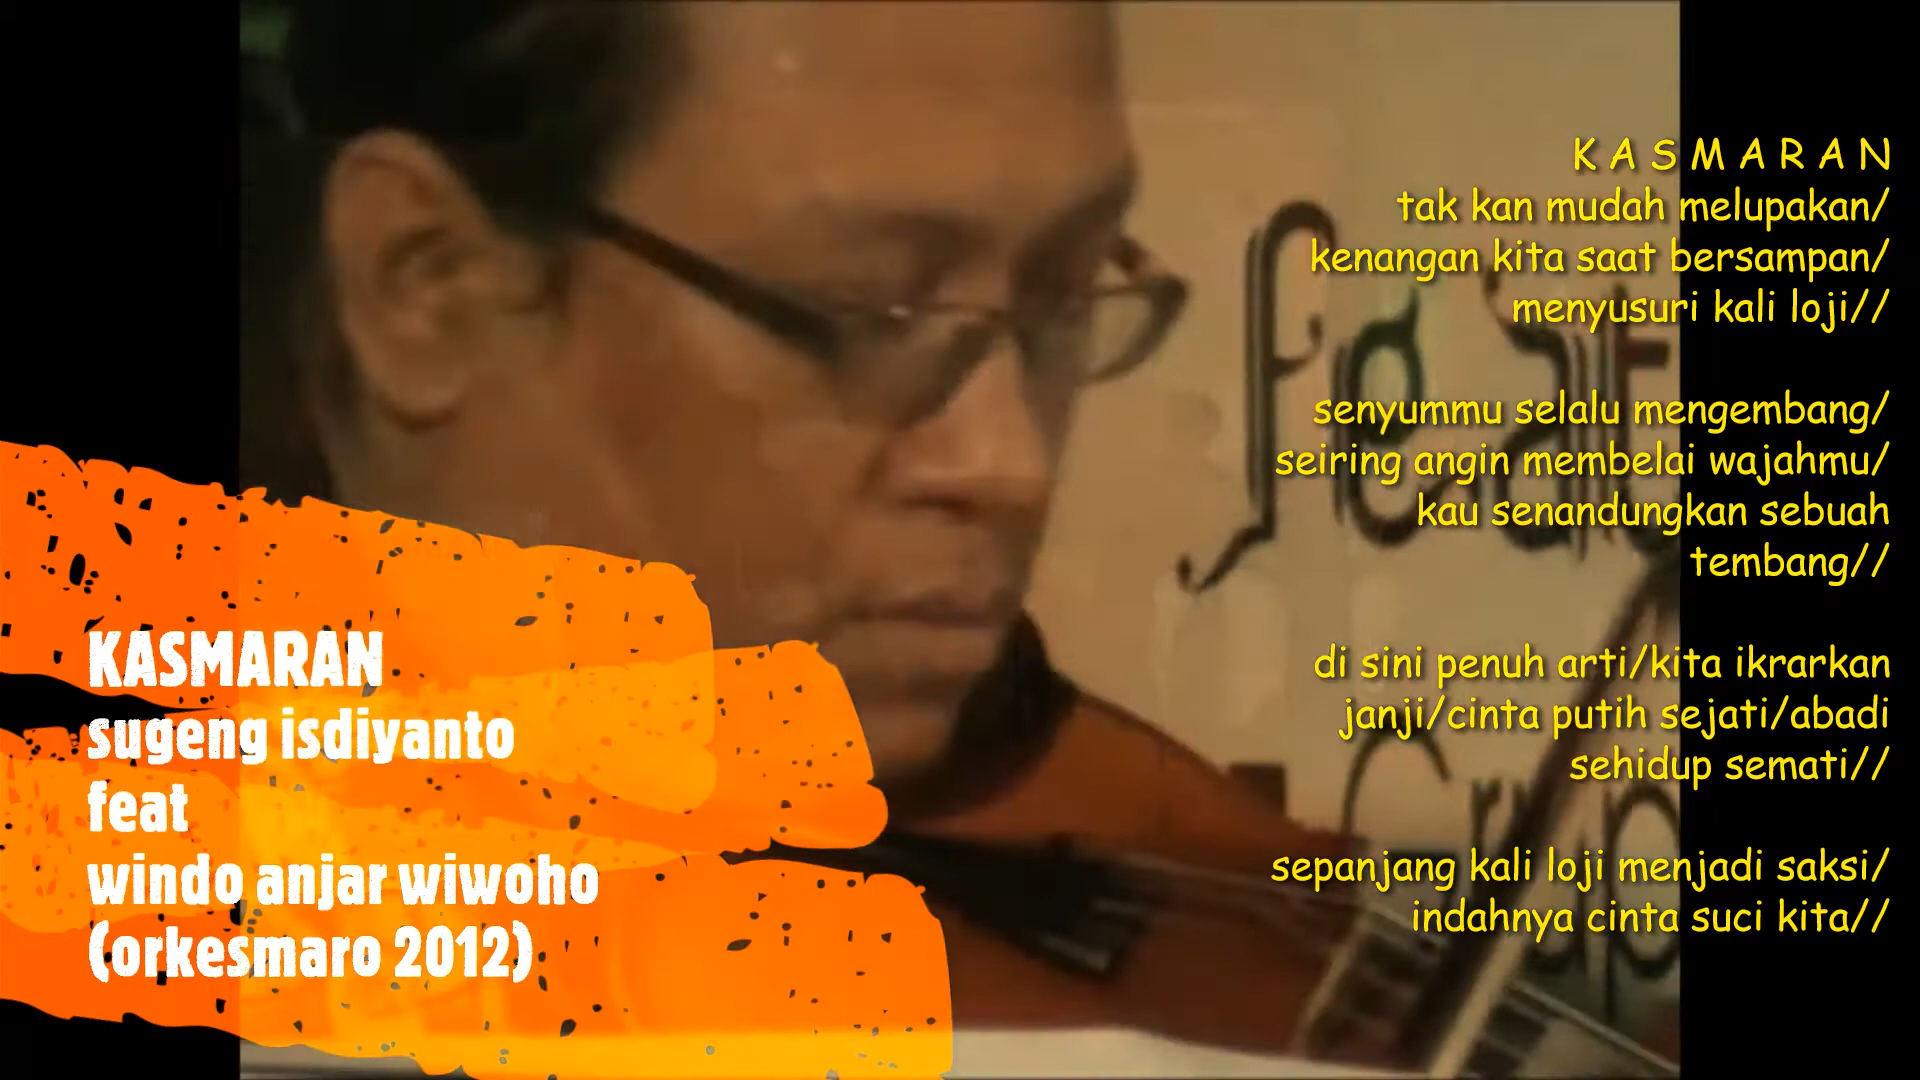 KASMARAN
sugeng isdiyanto
feat
windo anjar wiwoho
(orkesmaro 2012)
K A S M A R A N
tak kan mudah melupakan/
kenangan kita saat bersampan/
menyusuri kali loji//
senyummu selalu mengembang/
seiring angin membelai wajahmu/
kau senandungkan sebuah
tembang//
di sini penuh arti/kita ikrarkan
janji/cinta putih sejati/abadi
sehidup semati//
sepanjang kali loji menjadi saksi/
indahnya cinta suci kita//